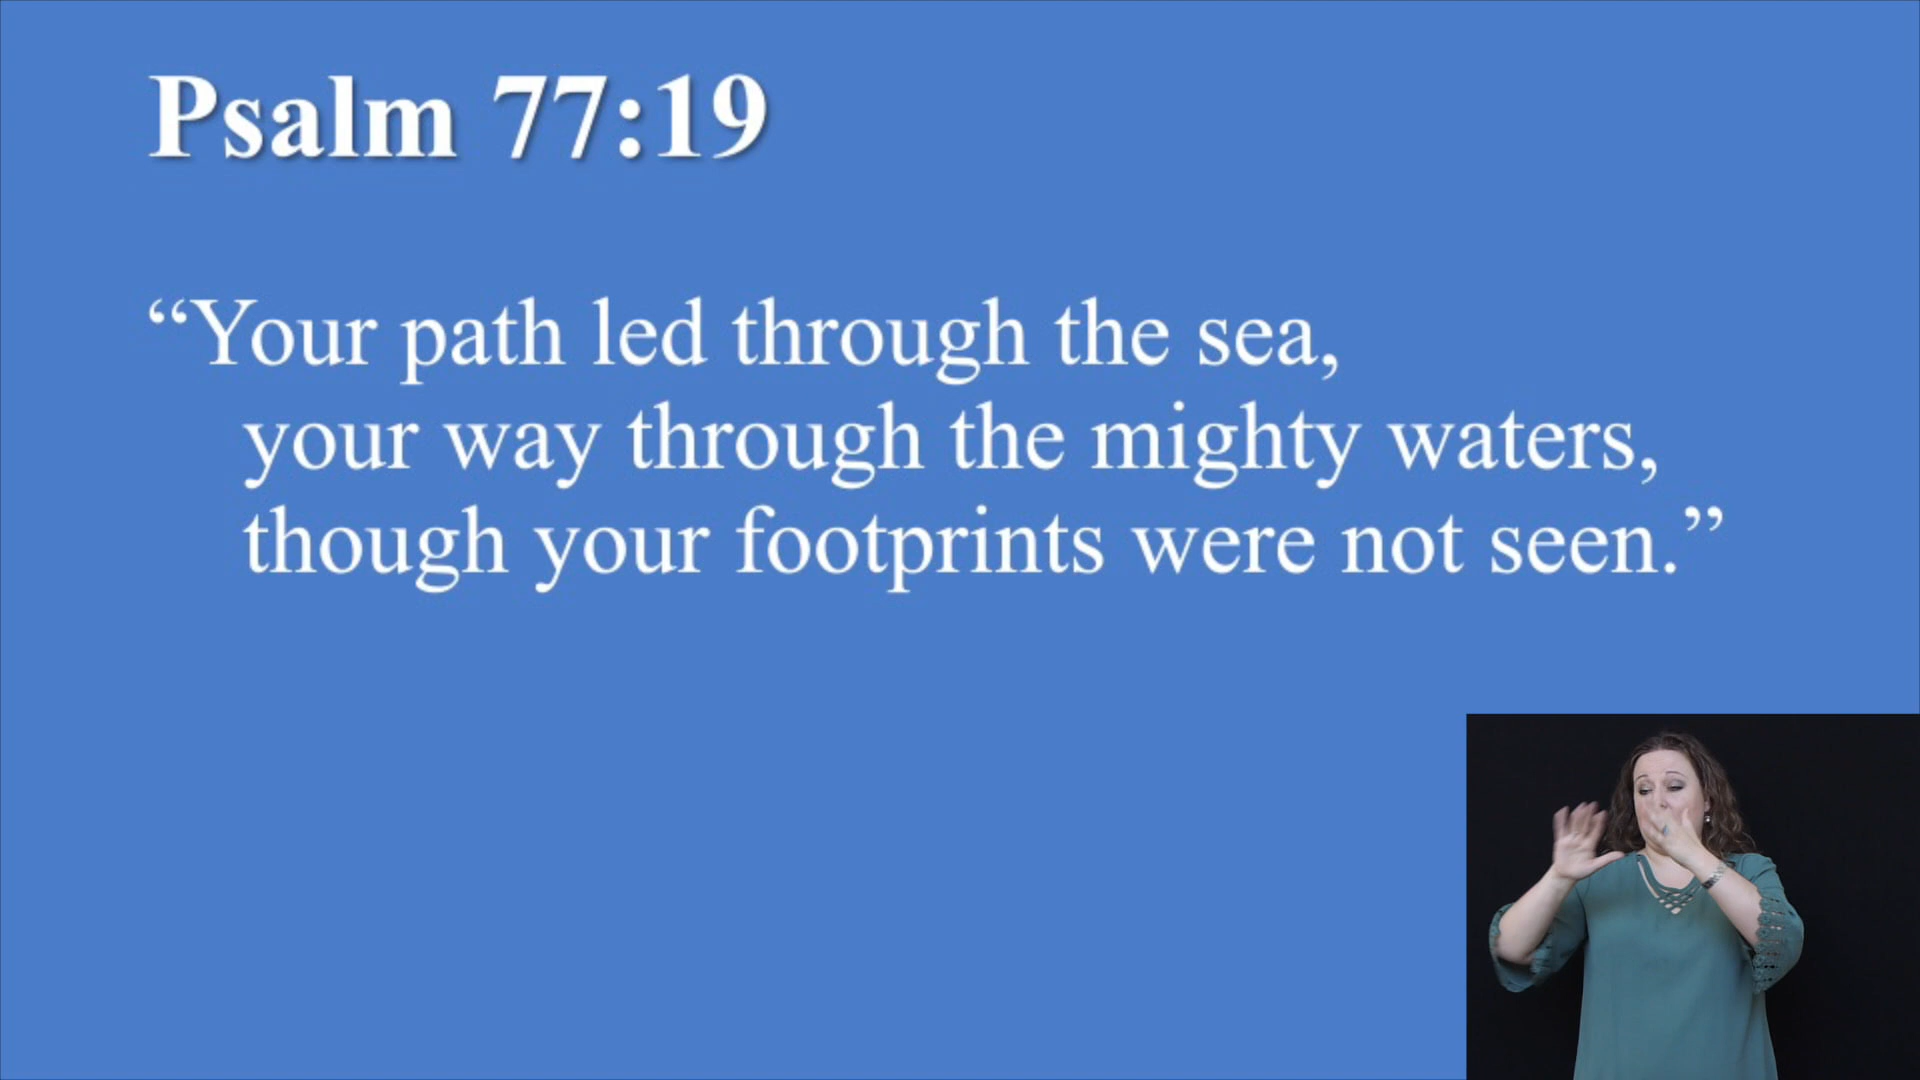 Psalm 77:19
“Your path led through the sea,
your way through the mighty waters,
though your footprints were not seen.”